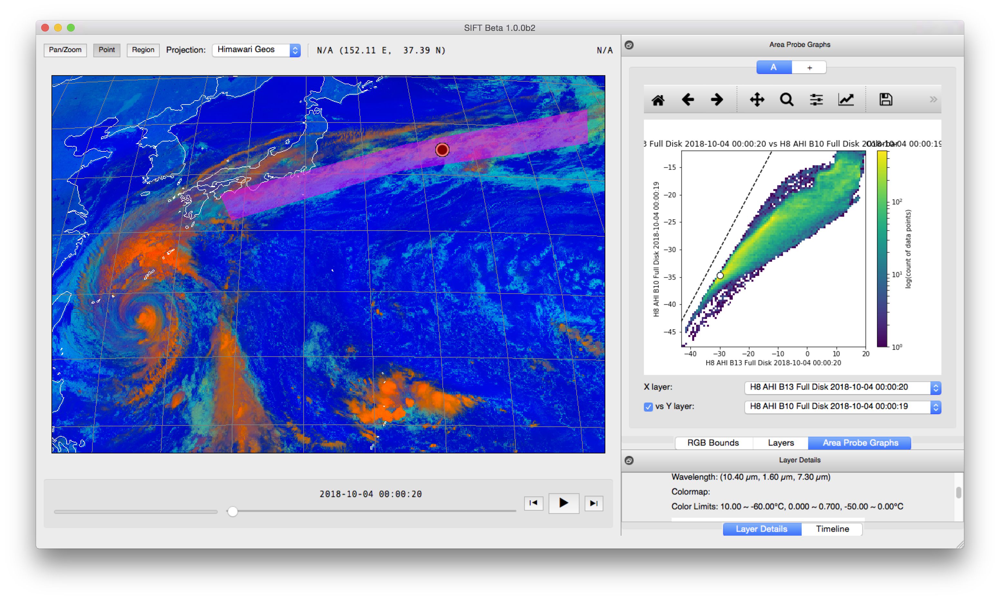 SIFT Beta 1.0.0b2
Pan/Zoom Point Region Projection: Himawari Geos N/A (152.11 E, 37.39 N) N/A
2018-10-04 00:00:20
Area Probe Graphs
A +
3 Full Disk 2018-10-04 00:00:20 vs H8 AHI B10 Full Disk 2018-10-04 00:00:19
Colorbar
H8 AHI B10 Full Disk 2018-10-04 00:00:19
−15
−20
−25
−30
−35
−40
−45
−40 −30 −20 −10 0 10 20
H8 AHI B13 Full Disk 2018-10-04 00:00:20
10²
10¹
10⁰
log(count of data points)
X layer: H8 AHI B13 Full Disk 2018-10-04 00:00:20
vs Y layer: H8 AHI B10 Full Disk 2018-10-04 00:00:19
RGB Bounds Layers Area Probe Graphs
Layer Details
Wavelength: (10.40 µm, 1.60 µm, 7.30 µm)
Colormap:
Color Limits: 10.00 ~ -60.00°C, 0.000 ~ 0.700, -50.00 ~ 0.00°C
Layer Details Timeline